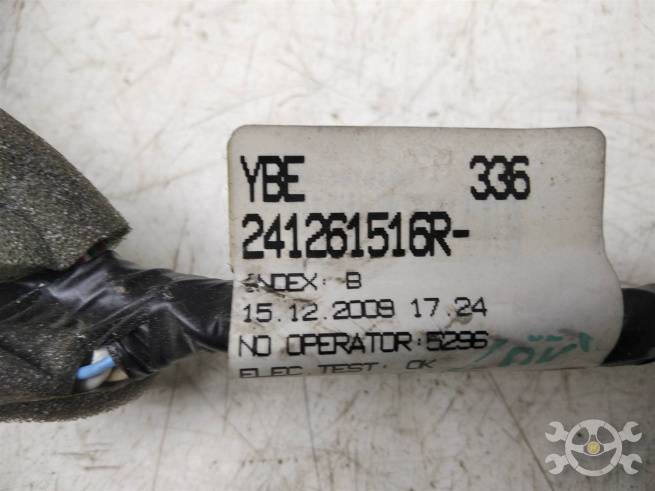 YBE 336
241261516R-
INDEX: B
15.12.2009 17.24
NO OPERATOR:5296
ELEC TEST: OK